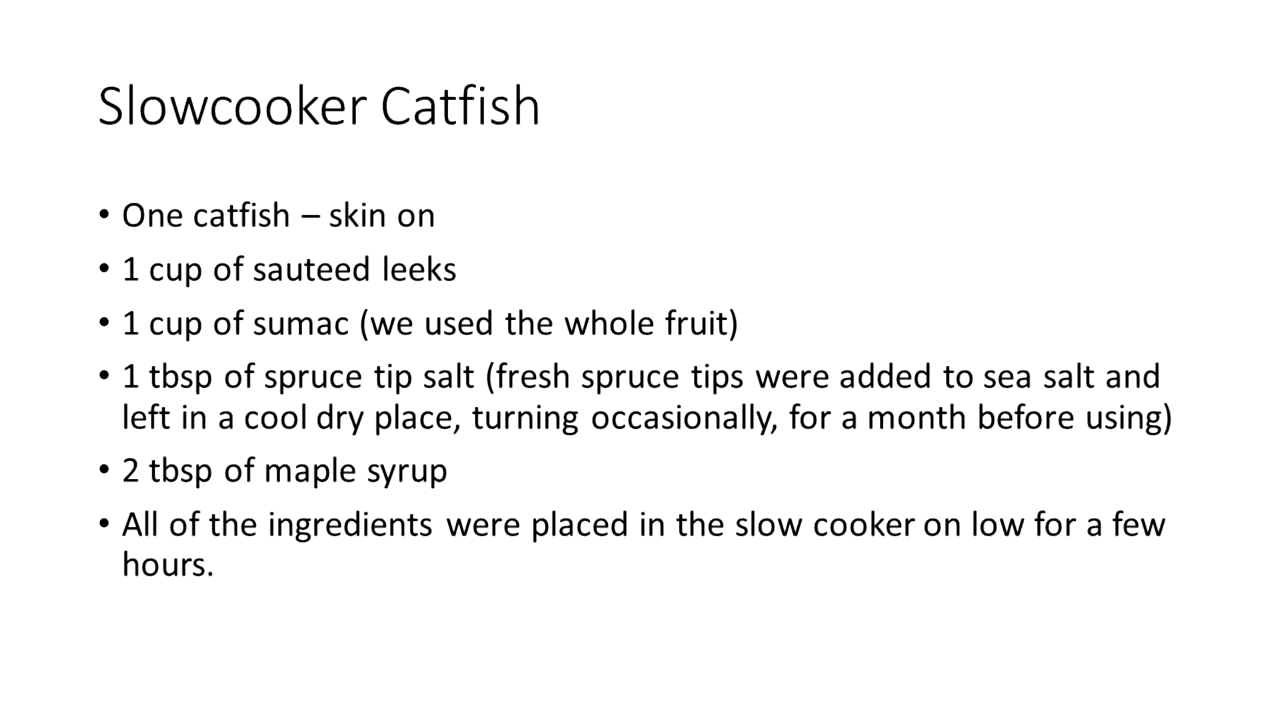 Slowcooker Catfish
• One catfish – skin on
• 1 cup of sauteed leeks
• 1 cup of sumac (we used the whole fruit)
• 1 tbsp of spruce tip salt (fresh spruce tips were added to sea salt and
left in a cool dry place, turning occasionally, for a month before using)
• 2 tbsp of maple syrup
• All of the ingredients were placed in the slow cooker on low for a few
hours.